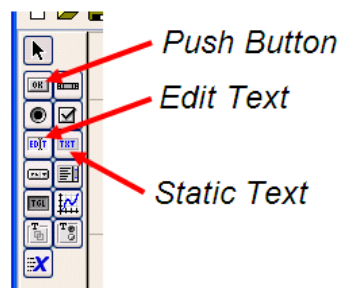 Push Button
OK
Edit Text
EDIT TXT
Static Text
TGL
T T
X